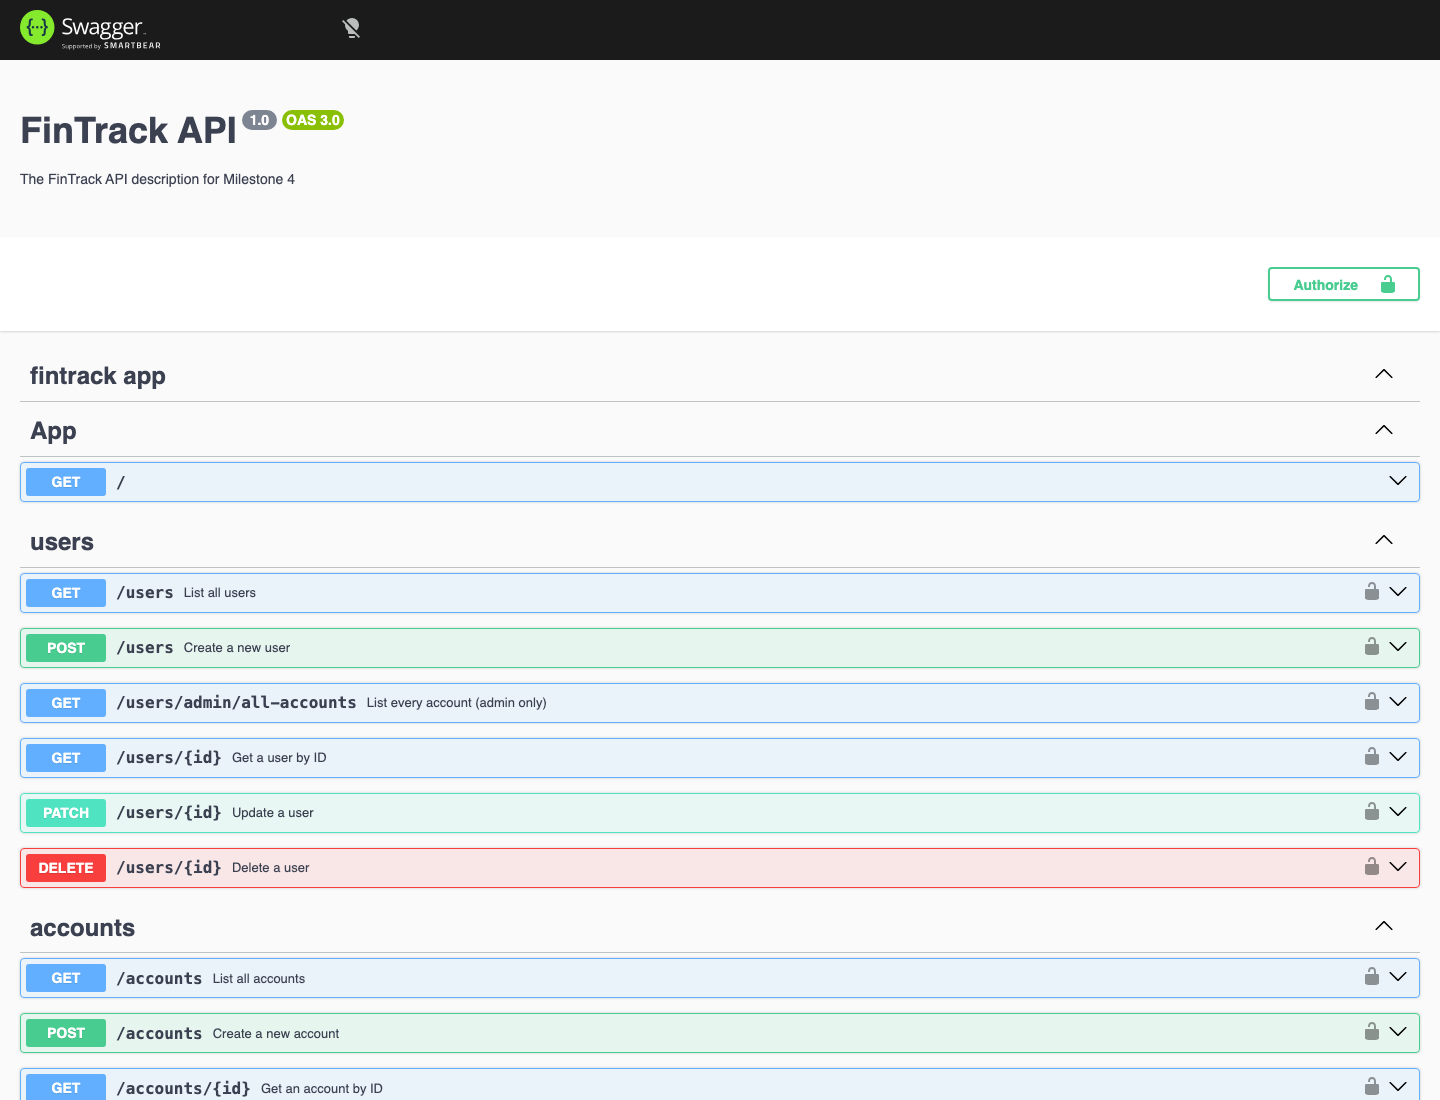 {···} Swagger
Supported by SMARTBEAR
FinTrack API 1.0 OAS 3.0
The FinTrack API description for Milestone 4
Authorize
fintrack app
App
GET /
users
GET /users List all users
POST /users Create a new user
GET /users/admin/all-accounts List every account (admin only)
GET /users/{id} Get a user by ID
PATCH /users/{id} Update a user
DELETE /users/{id} Delete a user
accounts
GET /accounts List all accounts
POST /accounts Create a new account
GET /accounts/{id} Get an account by ID